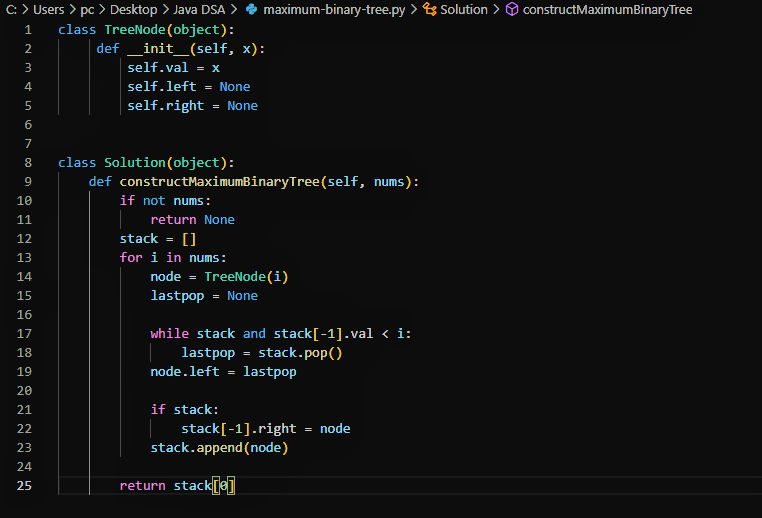 C: > Users > pc > Desktop > Java DSA > maximum-binary-tree.py > Solution > constructMaximumBinaryTree
1 class TreeNode(object):
2     def __init__(self, x):
3         self.val = x
4         self.left = None
5         self.right = None
6
7
8 class Solution(object):
9     def constructMaximumBinaryTree(self, nums):
10         if not nums:
11             return None
12         stack = []
13         for i in nums:
14             node = TreeNode(i)
15             lastpop = None
16
17             while stack and stack[-1].val < i:
18                 lastpop = stack.pop()
19             node.left = lastpop
20
21             if stack:
22                 stack[-1].right = node
23             stack.append(node)
24
25         return stack[0]